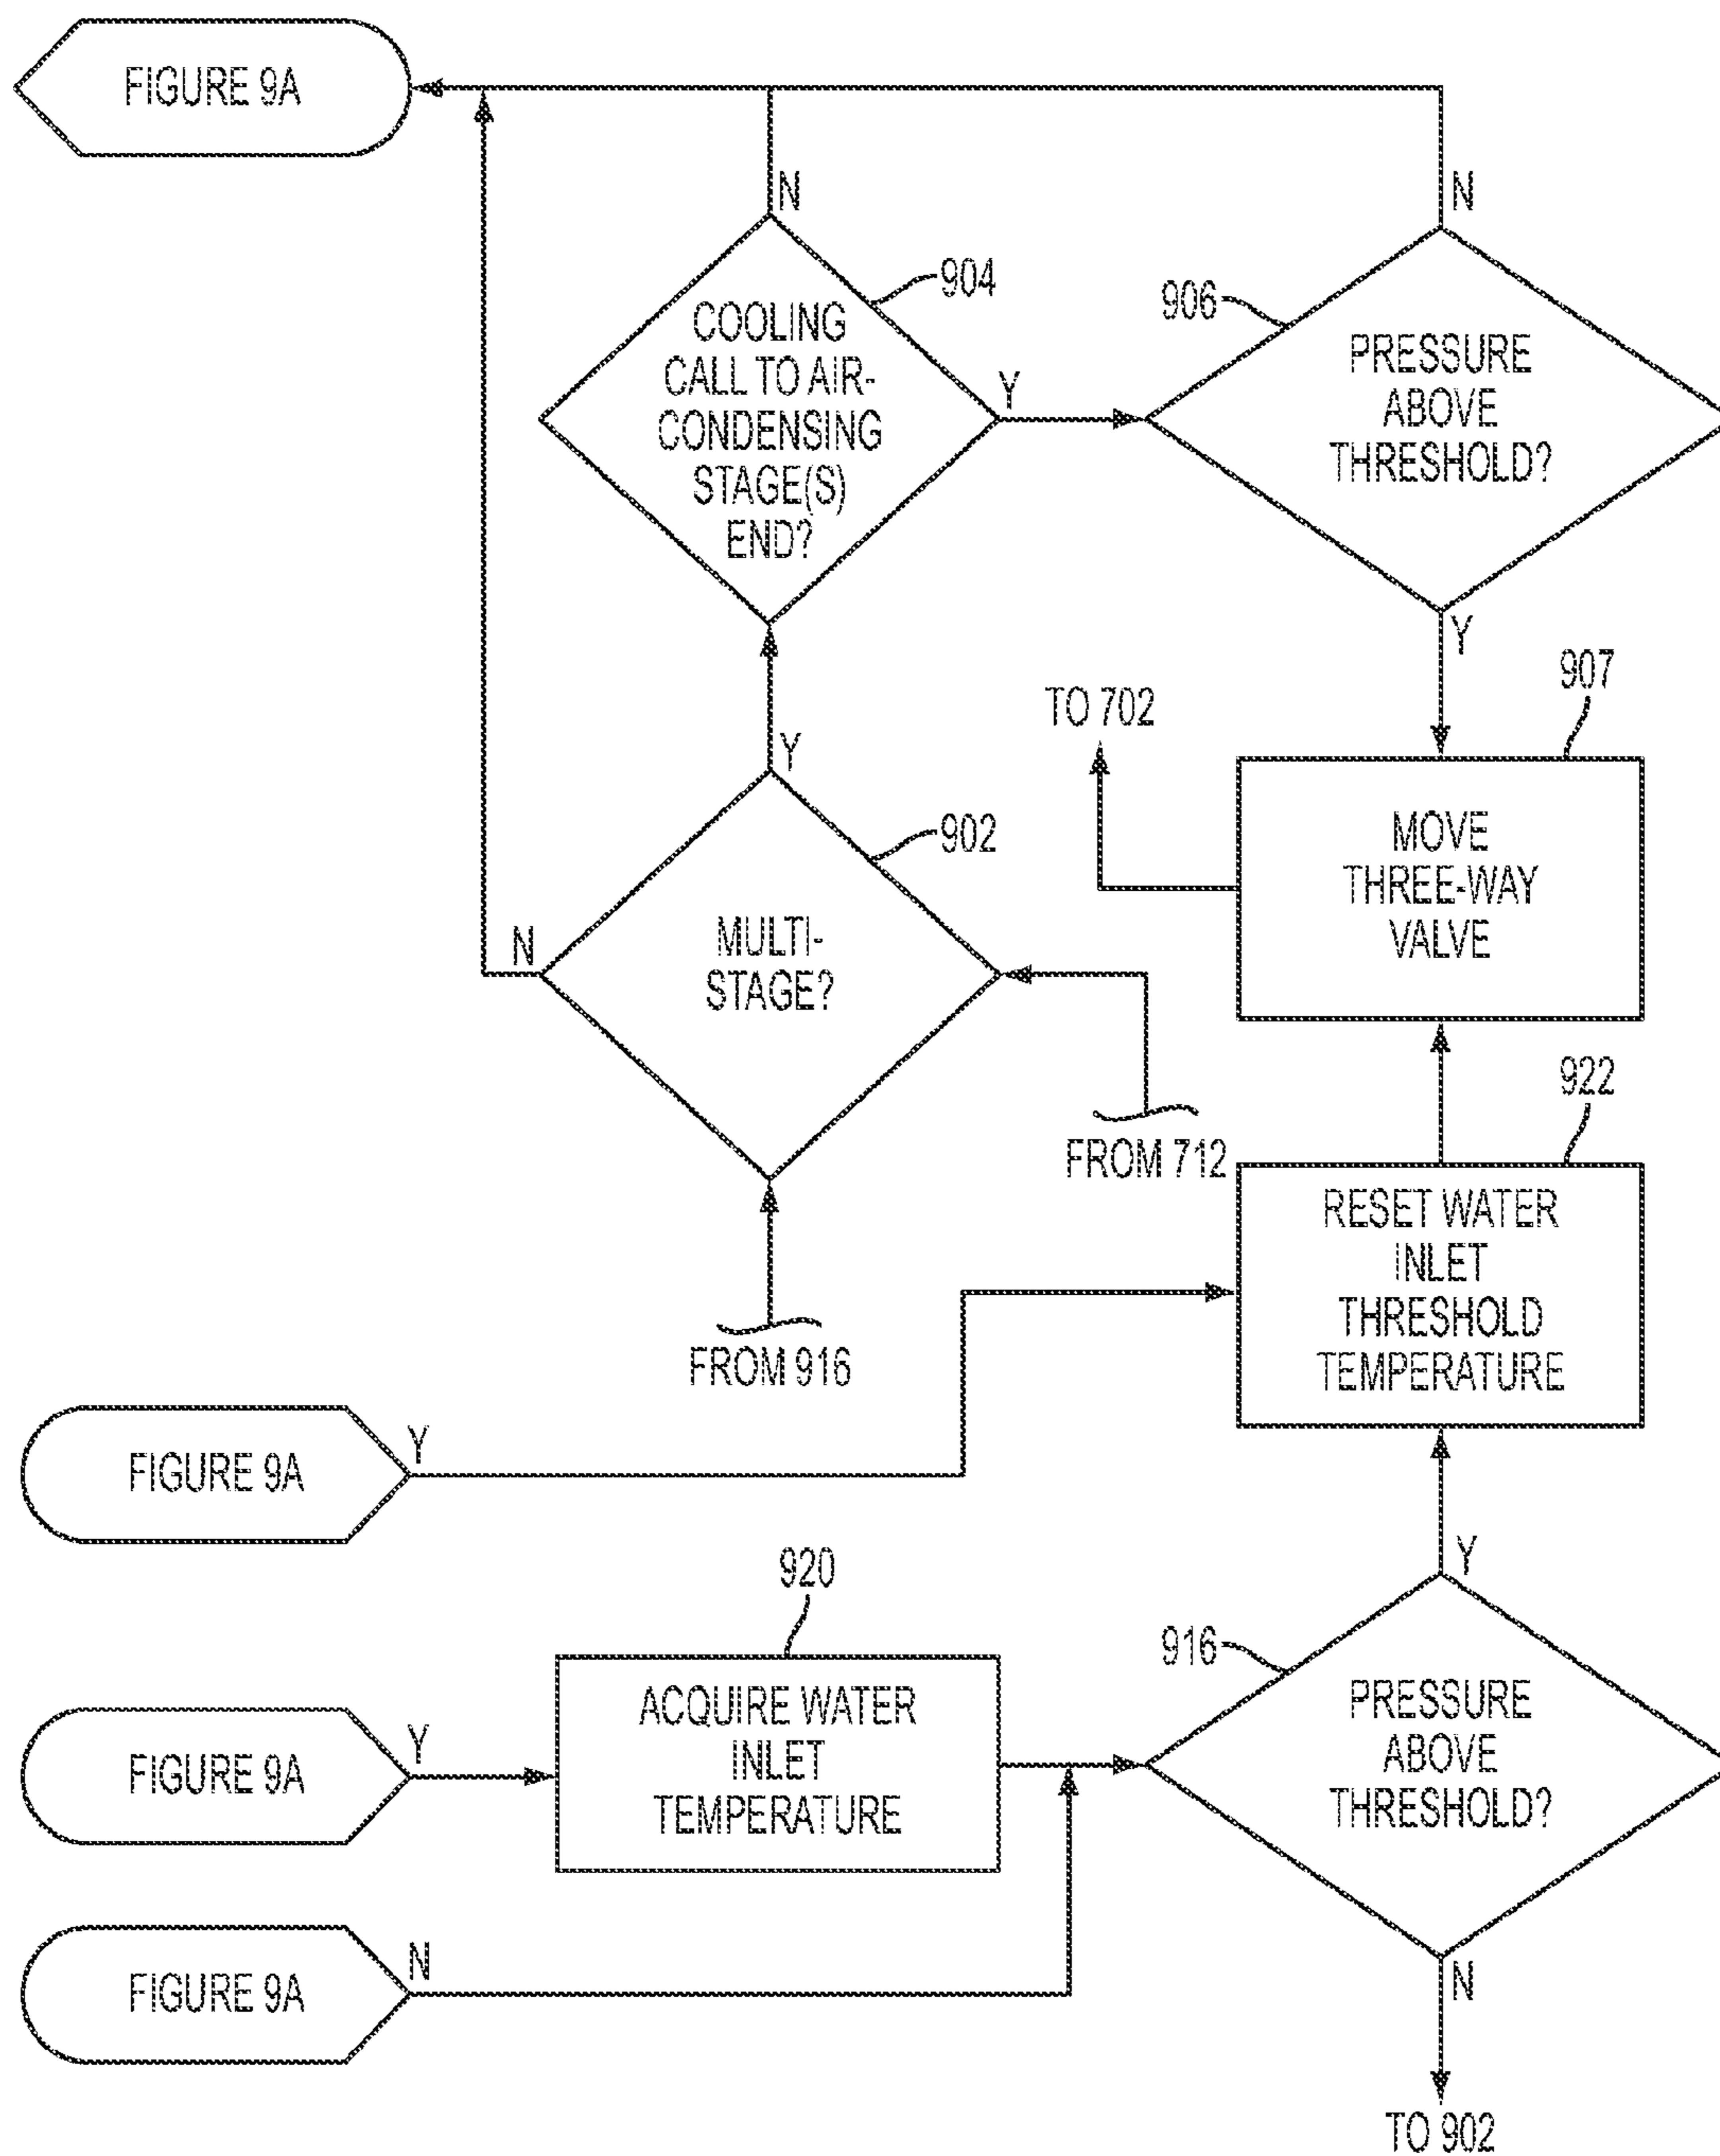 FIGURE 9A
N
N
904
906
COOLING
CALL TO AIR-
CONDENSING
STAGE(S)
END?
Y
PRESSURE
ABOVE
THRESHOLD?
Y
907
TO 702
Y
MOVE
THREE-WAY
VALVE
902
N
MULTI-
STAGE?
922
FROM 712
RESET WATER
INLET
THRESHOLD
TEMPERATURE
FROM 916
FIGURE 9A
Y
Y
920
916
ACQUIRE WATER
INLET
TEMPERATURE
PRESSURE
ABOVE
THRESHOLD?
FIGURE 9A
Y
FIGURE 9A
N
N
TO 902